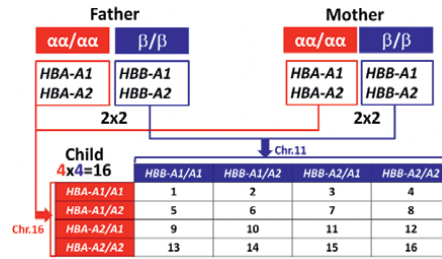 Father Mother
αα/αα β/β αα/αα β/β
HBA-A1 HBB-A1 HBA-A1 HBB-A1
HBA-A2 HBB-A2 HBA-A2 HBB-A2
2x2 2x2
Chr.11
Child
4x4=16
HBB-A1/A1 HBB-A1/A2 HBB-A2/A1 HBB-A2/A2
HBA-A1/A1 1 2 3 4
HBA-A1/A2 5 6 7 8
Chr.16
HBA-A2/A1 9 10 11 12
HBA-A2/A2 13 14 15 16